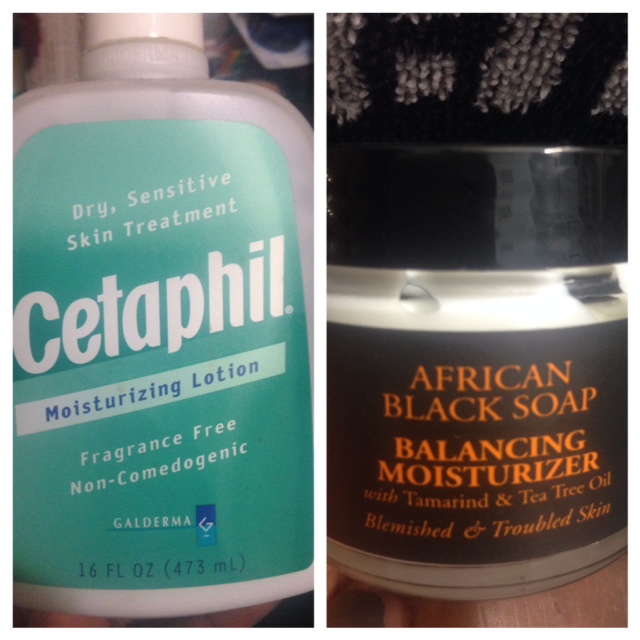 Dry, Sensitive
Skin Treatment
Cetaphil®
Moisturizing Lotion
Fragrance Free
Non-Comedogenic
GALDERMA
16 FL OZ (473 mL)
AFRICAN
BLACK SOAP
BALANCING
MOISTURIZER
with Tamarind & Tea Tree Oil
Blemished & Troubled Skin